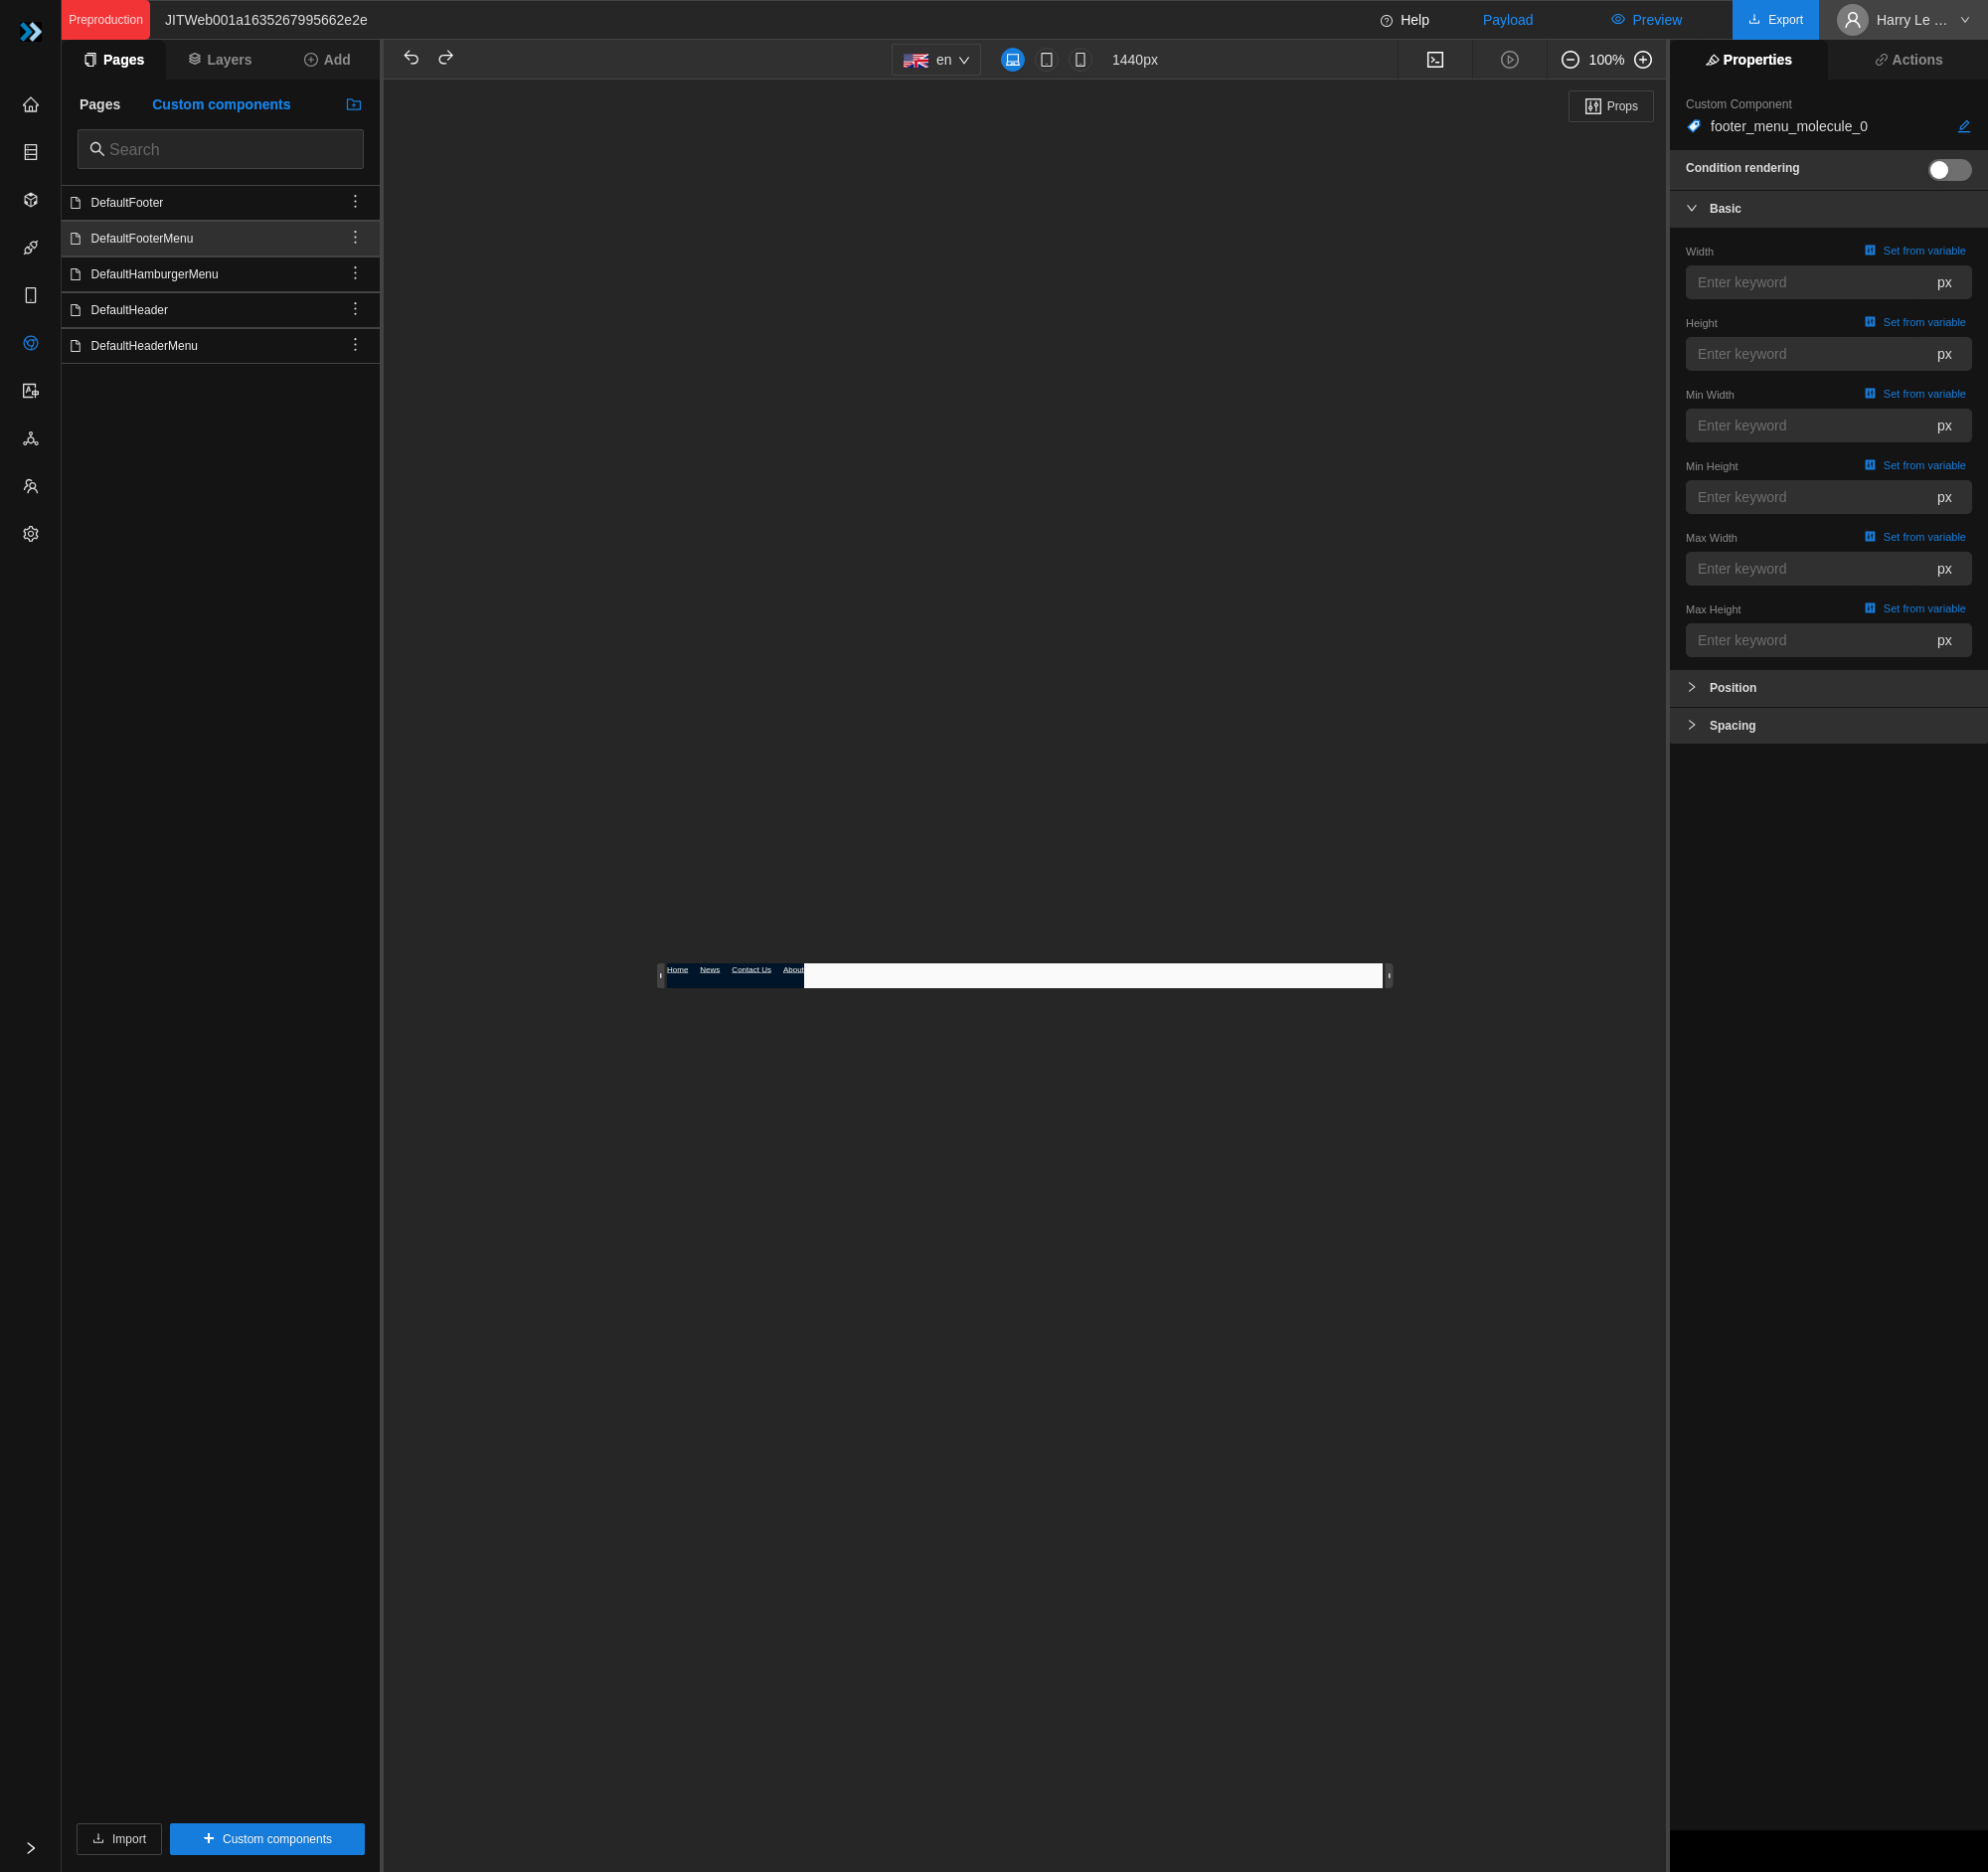 Preproduction
JITWeb001a1635267995662e2e
Help
Payload
Preview
Export
Harry Le ...
Pages
Layers
Add
en
1440px
100%
Properties
Actions
Pages
Custom components
Search
DefaultFooter
DefaultFooterMenu
DefaultHamburgerMenu
DefaultHeader
DefaultHeaderMenu
Import
Custom components
Props
Home News Contact Us About
Custom Component
footer_menu_molecule_0
Condition rendering
Basic
Width
Set from variable
Enter keyword
px
Height
Set from variable
Enter keyword
px
Min Width
Set from variable
Enter keyword
px
Min Height
Set from variable
Enter keyword
px
Max Width
Set from variable
Enter keyword
px
Max Height
Set from variable
Enter keyword
px
Position
Spacing